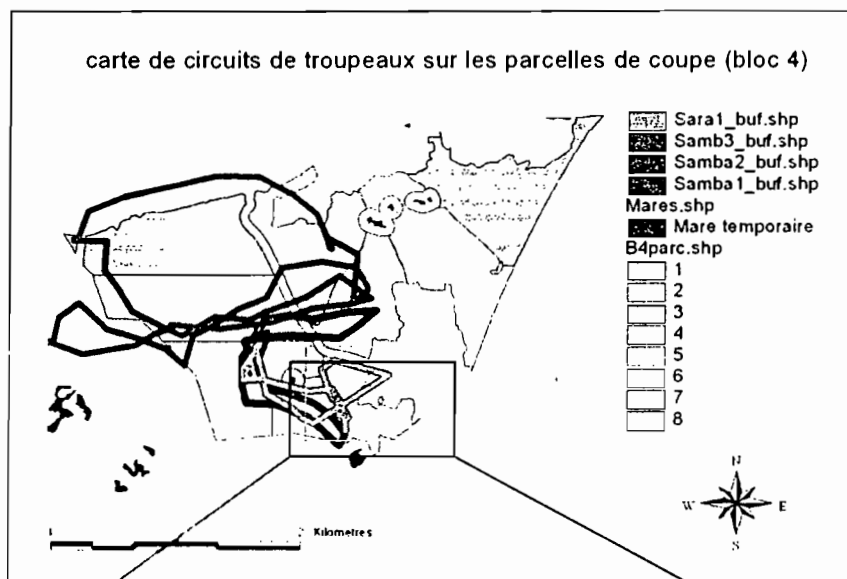 carte de circuits de troupeaux sur les parcelles de coupe (bloc 4)
Sara1_buf.shp
Samb3_buf.shp
Samba2_buf.shp
Samba1_buf.shp
Mares.shp
Mare temporaire
B4parc.shp
1
2
3
4
5
6
7
8
N
W E
S
Kilometres